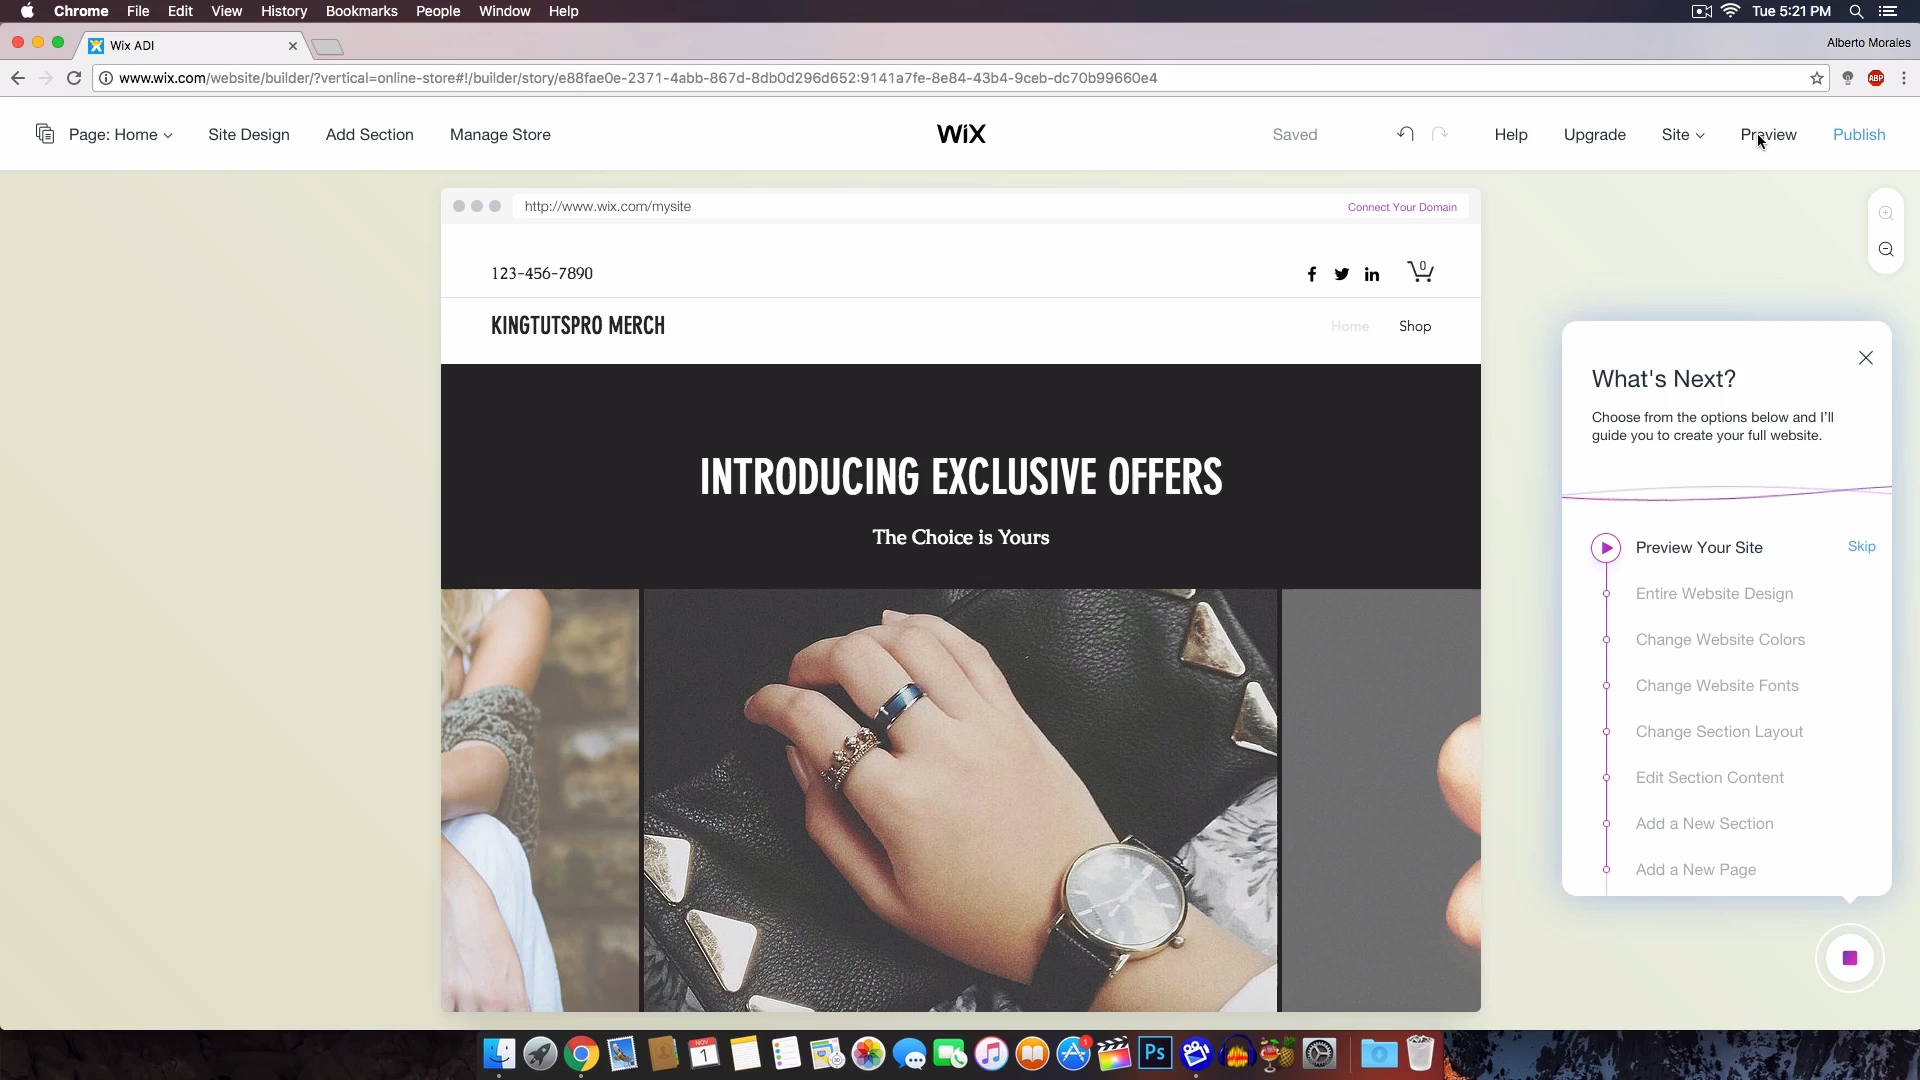 Chrome File Edit View History Bookmarks People Window Help Tue 5:21 PM
Wix ADI Alberto Morales
www.wix.com/website/builder/?vertical=online-store#!/builder/story/e88fae0e-2371-4abb-867d-8db0d296d652:9141a7fe-8e84-43b4-9ceb-dc70b99660e4 ABP
Page: Home Site Design Add Section Manage Store WiX Saved Help Upgrade Site Preview Publish
http://www.wix.com/mysite Connect Your Domain
123-456-7890 0
KINGTUTSPRO MERCH Home Shop
INTRODUCING EXCLUSIVE OFFERS
The Choice is Yours
What's Next?
Choose from the options below and I'll
guide you to create your full website.
Preview Your Site Skip
Entire Website Design
Change Website Colors
Change Website Fonts
Change Section Layout
Edit Section Content
Add a New Section
Add a New Page
NOV
1
1
Ps